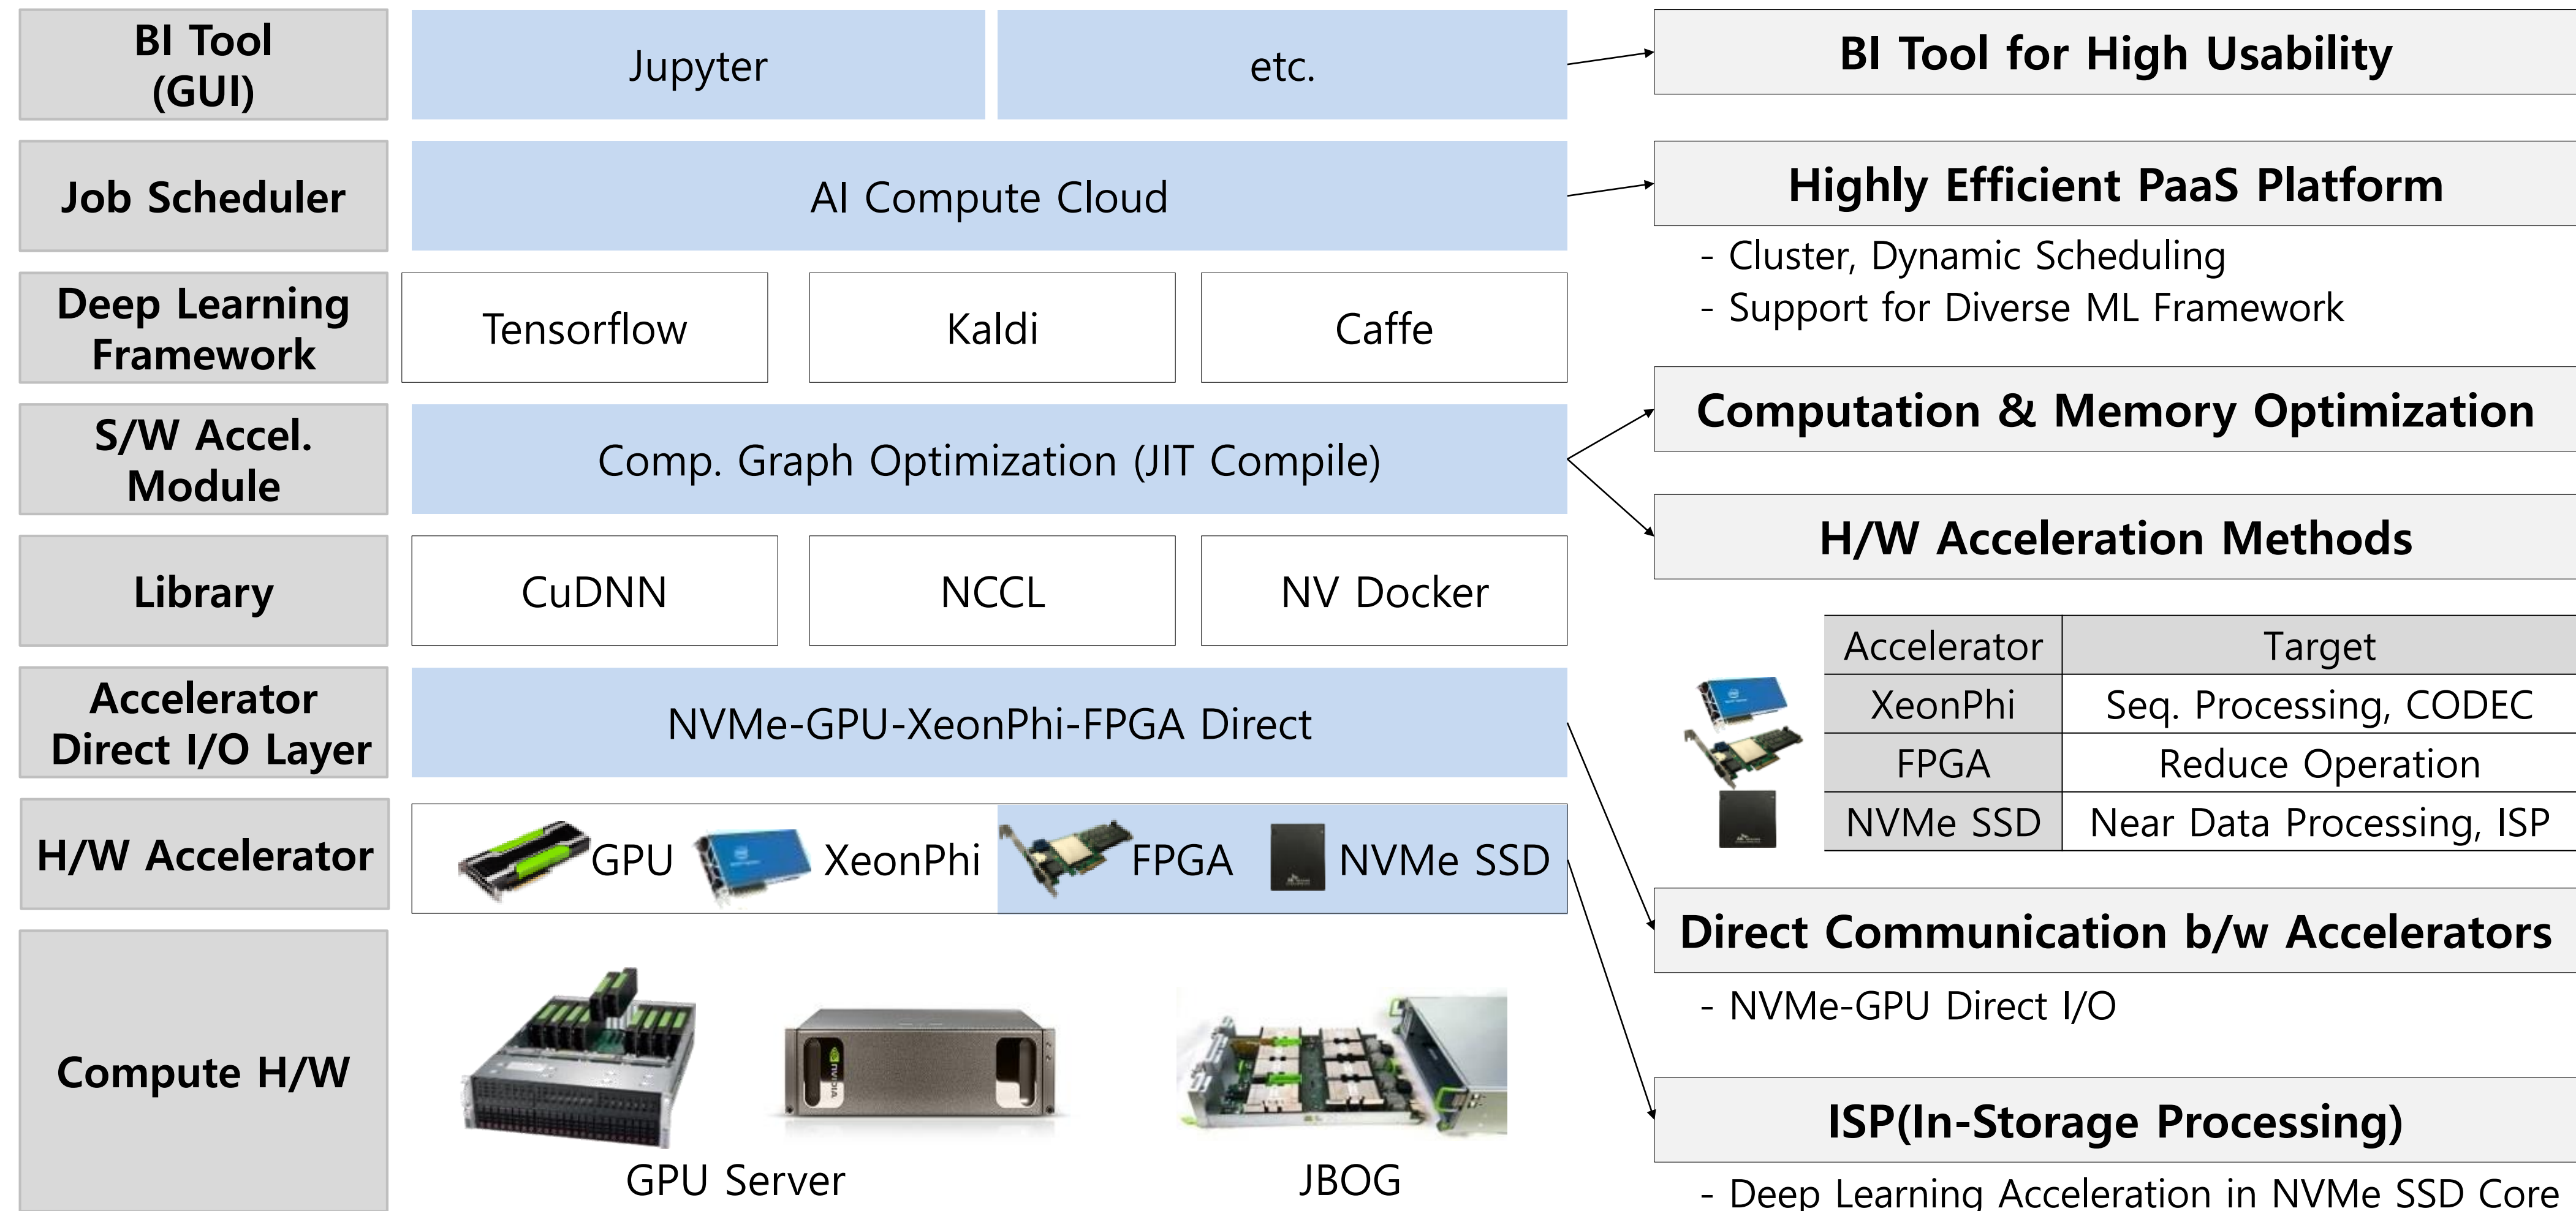 BI Tool
(GUI)
Jupyter
etc.
BI Tool for High Usability
Job Scheduler
AI Compute Cloud
Highly Efficient PaaS Platform
- Cluster, Dynamic Scheduling
- Support for Diverse ML Framework
Deep Learning
Framework
Tensorflow
Kaldi
Caffe
S/W Accel.
Module
Comp. Graph Optimization (JIT Compile)
Computation & Memory Optimization
H/W Acceleration Methods
Library
CuDNN
NCCL
NV Docker
Accelerator Target
XeonPhi Seq. Processing, CODEC
FPGA Reduce Operation
NVMe SSD Near Data Processing, ISP
Accelerator
Direct I/O Layer
NVMe-GPU-XeonPhi-FPGA Direct
H/W Accelerator
GPU
XeonPhi
FPGA
NVMe SSD
Direct Communication b/w Accelerators
- NVMe-GPU Direct I/O
Compute H/W
NVIDIA
GPU Server
JBOG
ISP(In-Storage Processing)
- Deep Learning Acceleration in NVMe SSD Core